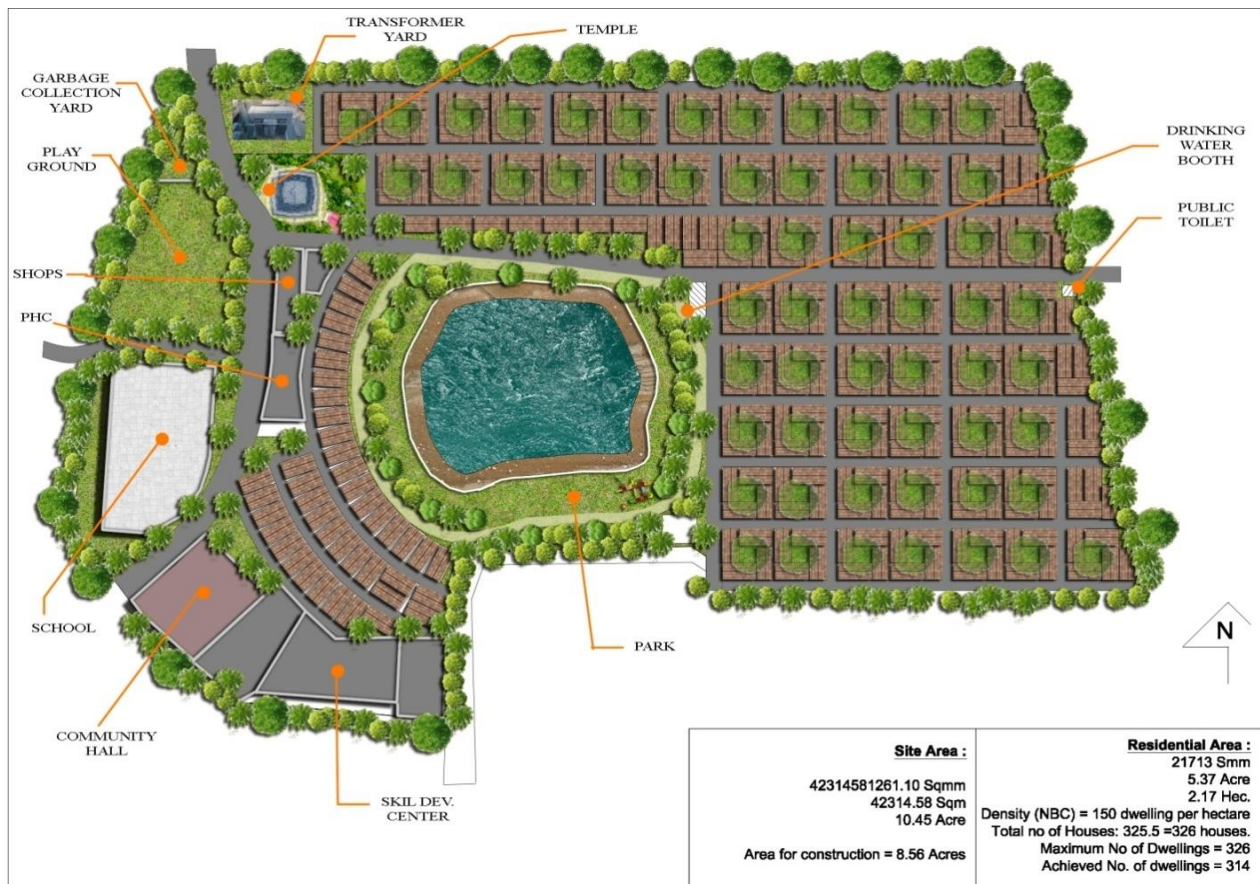 TRANSFORMER
YARD
TEMPLE
GARBAGE
COLLECTION
YARD
DRINKING
WATER
BOOTH
PLAY
GROUND
PUBLIC
TOILET
SHOPS
PHC
SCHOOL
PARK
N
COMMUNITY
HALL
SKIL DEV.
CENTER
Site Area :
42314581261.10 Sqmm
42314.58 Sqm
10.45 Acre
Area for construction = 8.56 Acres
Residential Area :
21713 Smm
5.37 Acre
2.17 Hec.
Density (NBC) = 150 dwelling per hectare
Total no of Houses: 325.5 =326 houses.
Maximum No of Dwellings = 326
Achieved No. of dwellings = 314